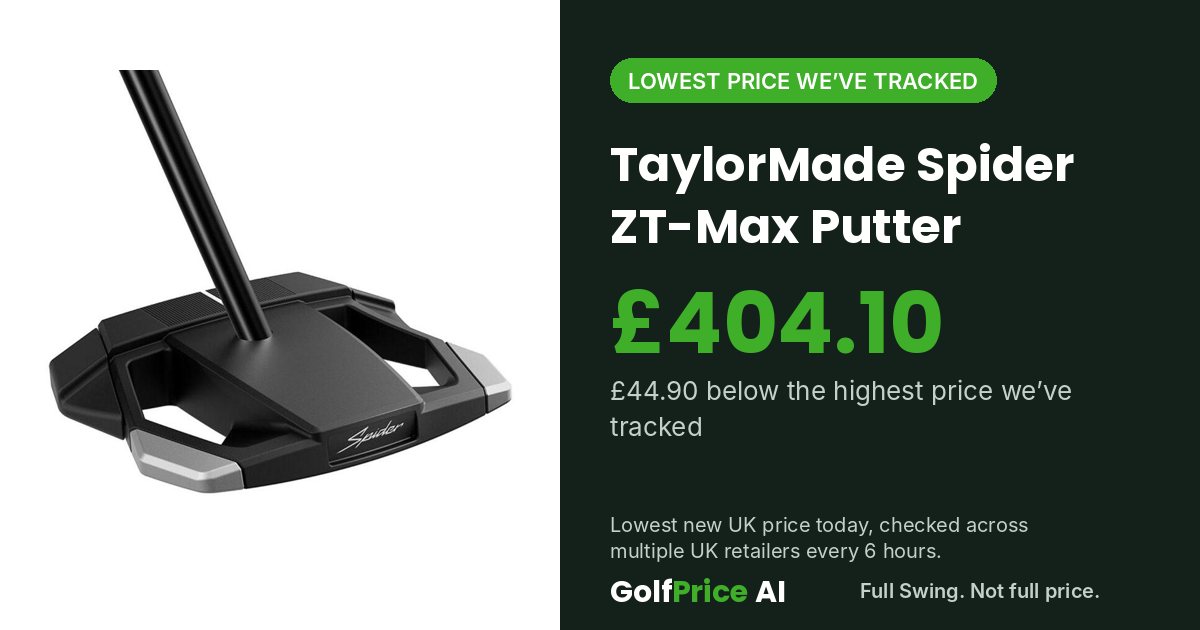 LOWEST PRICE WE’VE TRACKED
TaylorMade Spider
ZT-Max Putter
£404.10
£44.90 below the highest price we’ve
tracked
Spider
Lowest new UK price today, checked across
multiple UK retailers every 6 hours.
GolfPrice AI
Full Swing. Not full price.